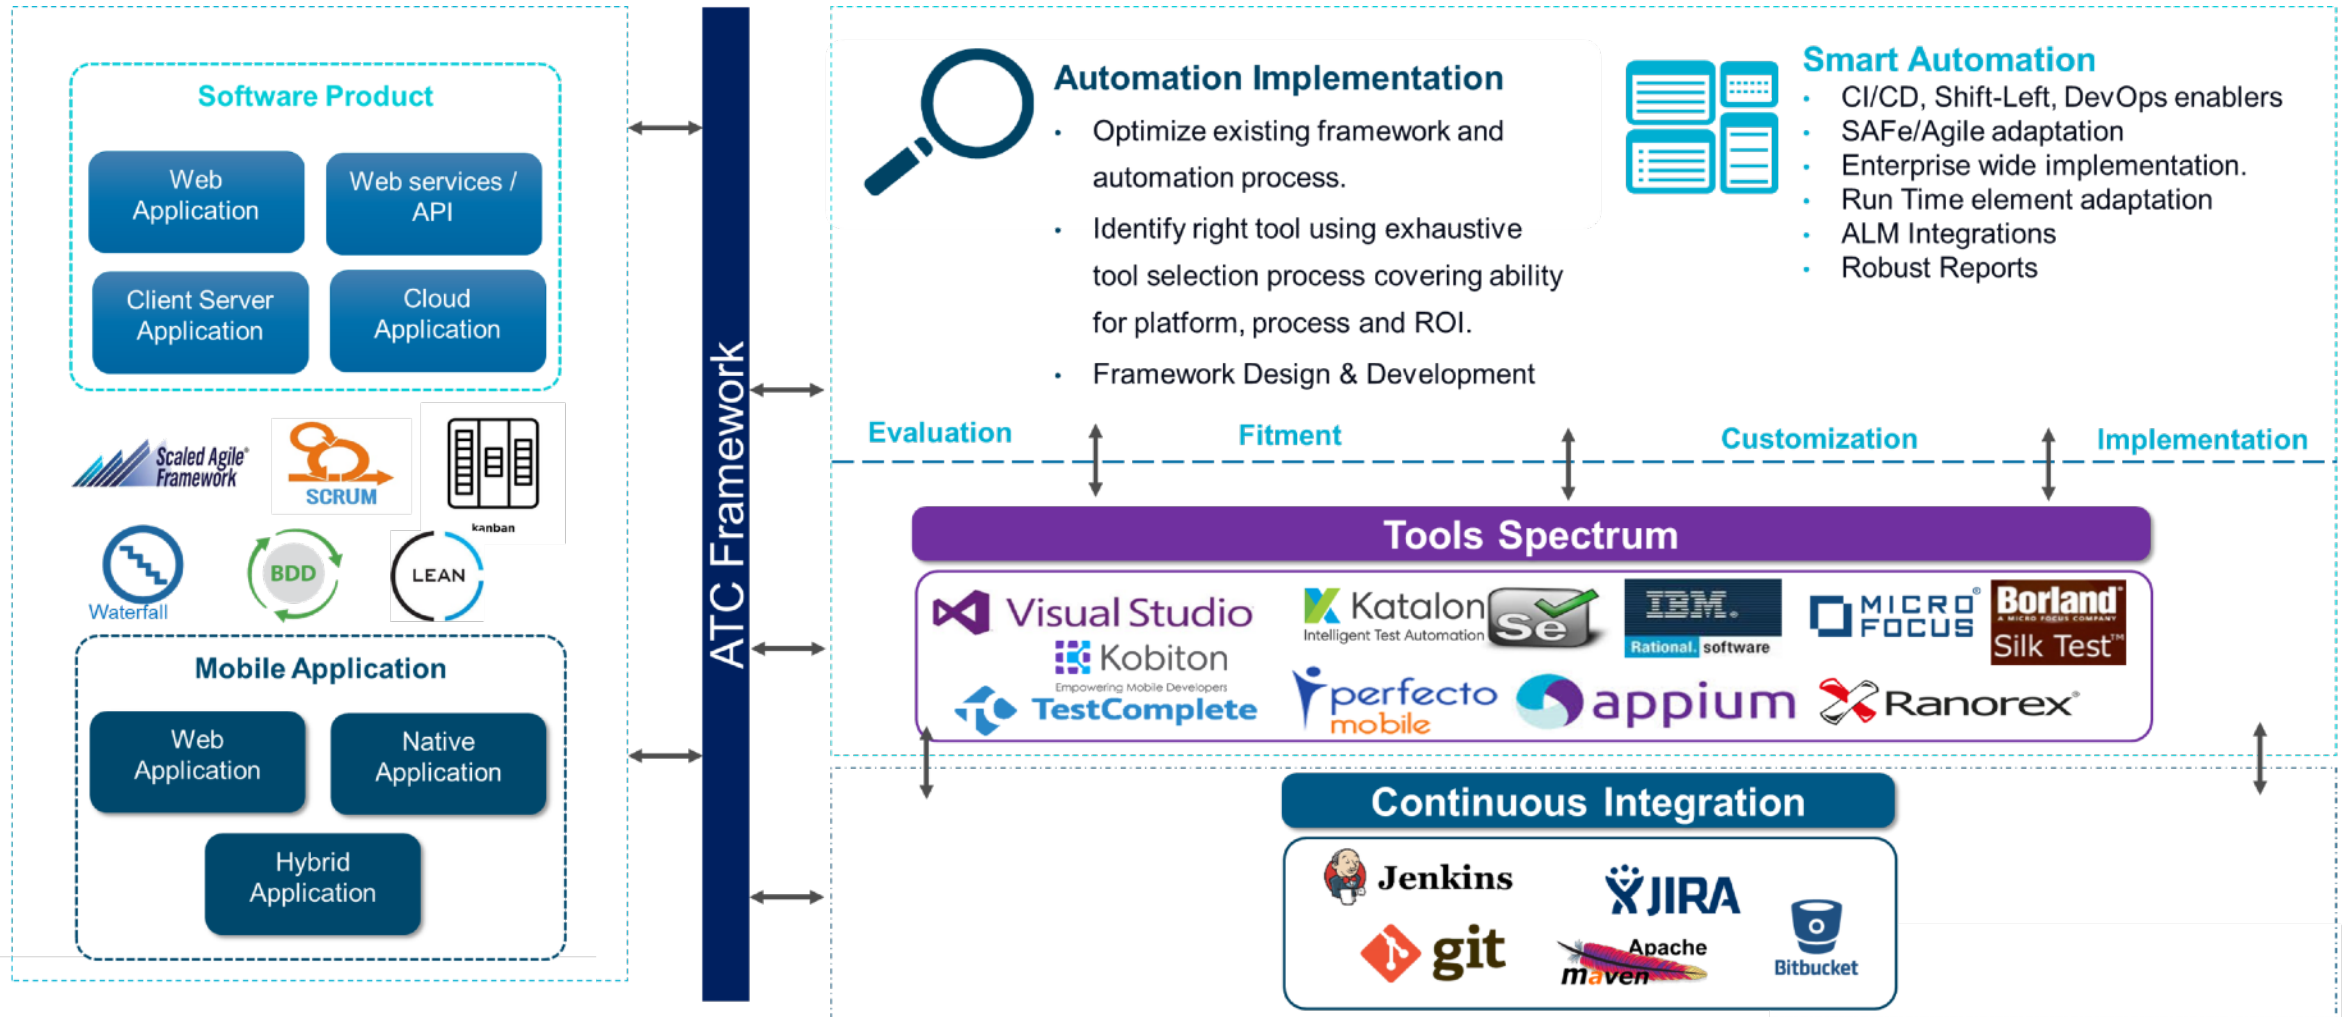 Software Product
Web
Application
Web services /
API
Client Server
Application
Cloud
Application
Scaled Agile®
Framework
SCRUM
kanban
Waterfall
BDD
LEAN
Mobile Application
Web
Application
Native
Application
Hybrid
Application
ATC Framework
Automation Implementation
• Optimize existing framework and
automation process.
• Identify right tool using exhaustive
tool selection process covering ability
for platform, process and ROI.
• Framework Design & Development
Smart Automation
• CI/CD, Shift-Left, DevOps enablers
• SAFe/Agile adaptation
• Enterprise wide implementation.
• Run Time element adaptation
• ALM Integrations
• Robust Reports
Evaluation
Fitment
Customization
Implementation
Tools Spectrum
Visual Studio
Katalon
Intelligent Test Automation
Se
IBM®
Rational. software
MICRO®
FOCUS
Borland®
A MICRO FOCUS COMPANY
Silk Test™
Kobiton
Empowering Mobile Developers
TestComplete
perfecto
mobile
appium
Ranorex®
Continuous Integration
Jenkins
JIRA
git
Apache
maven
Bitbucket